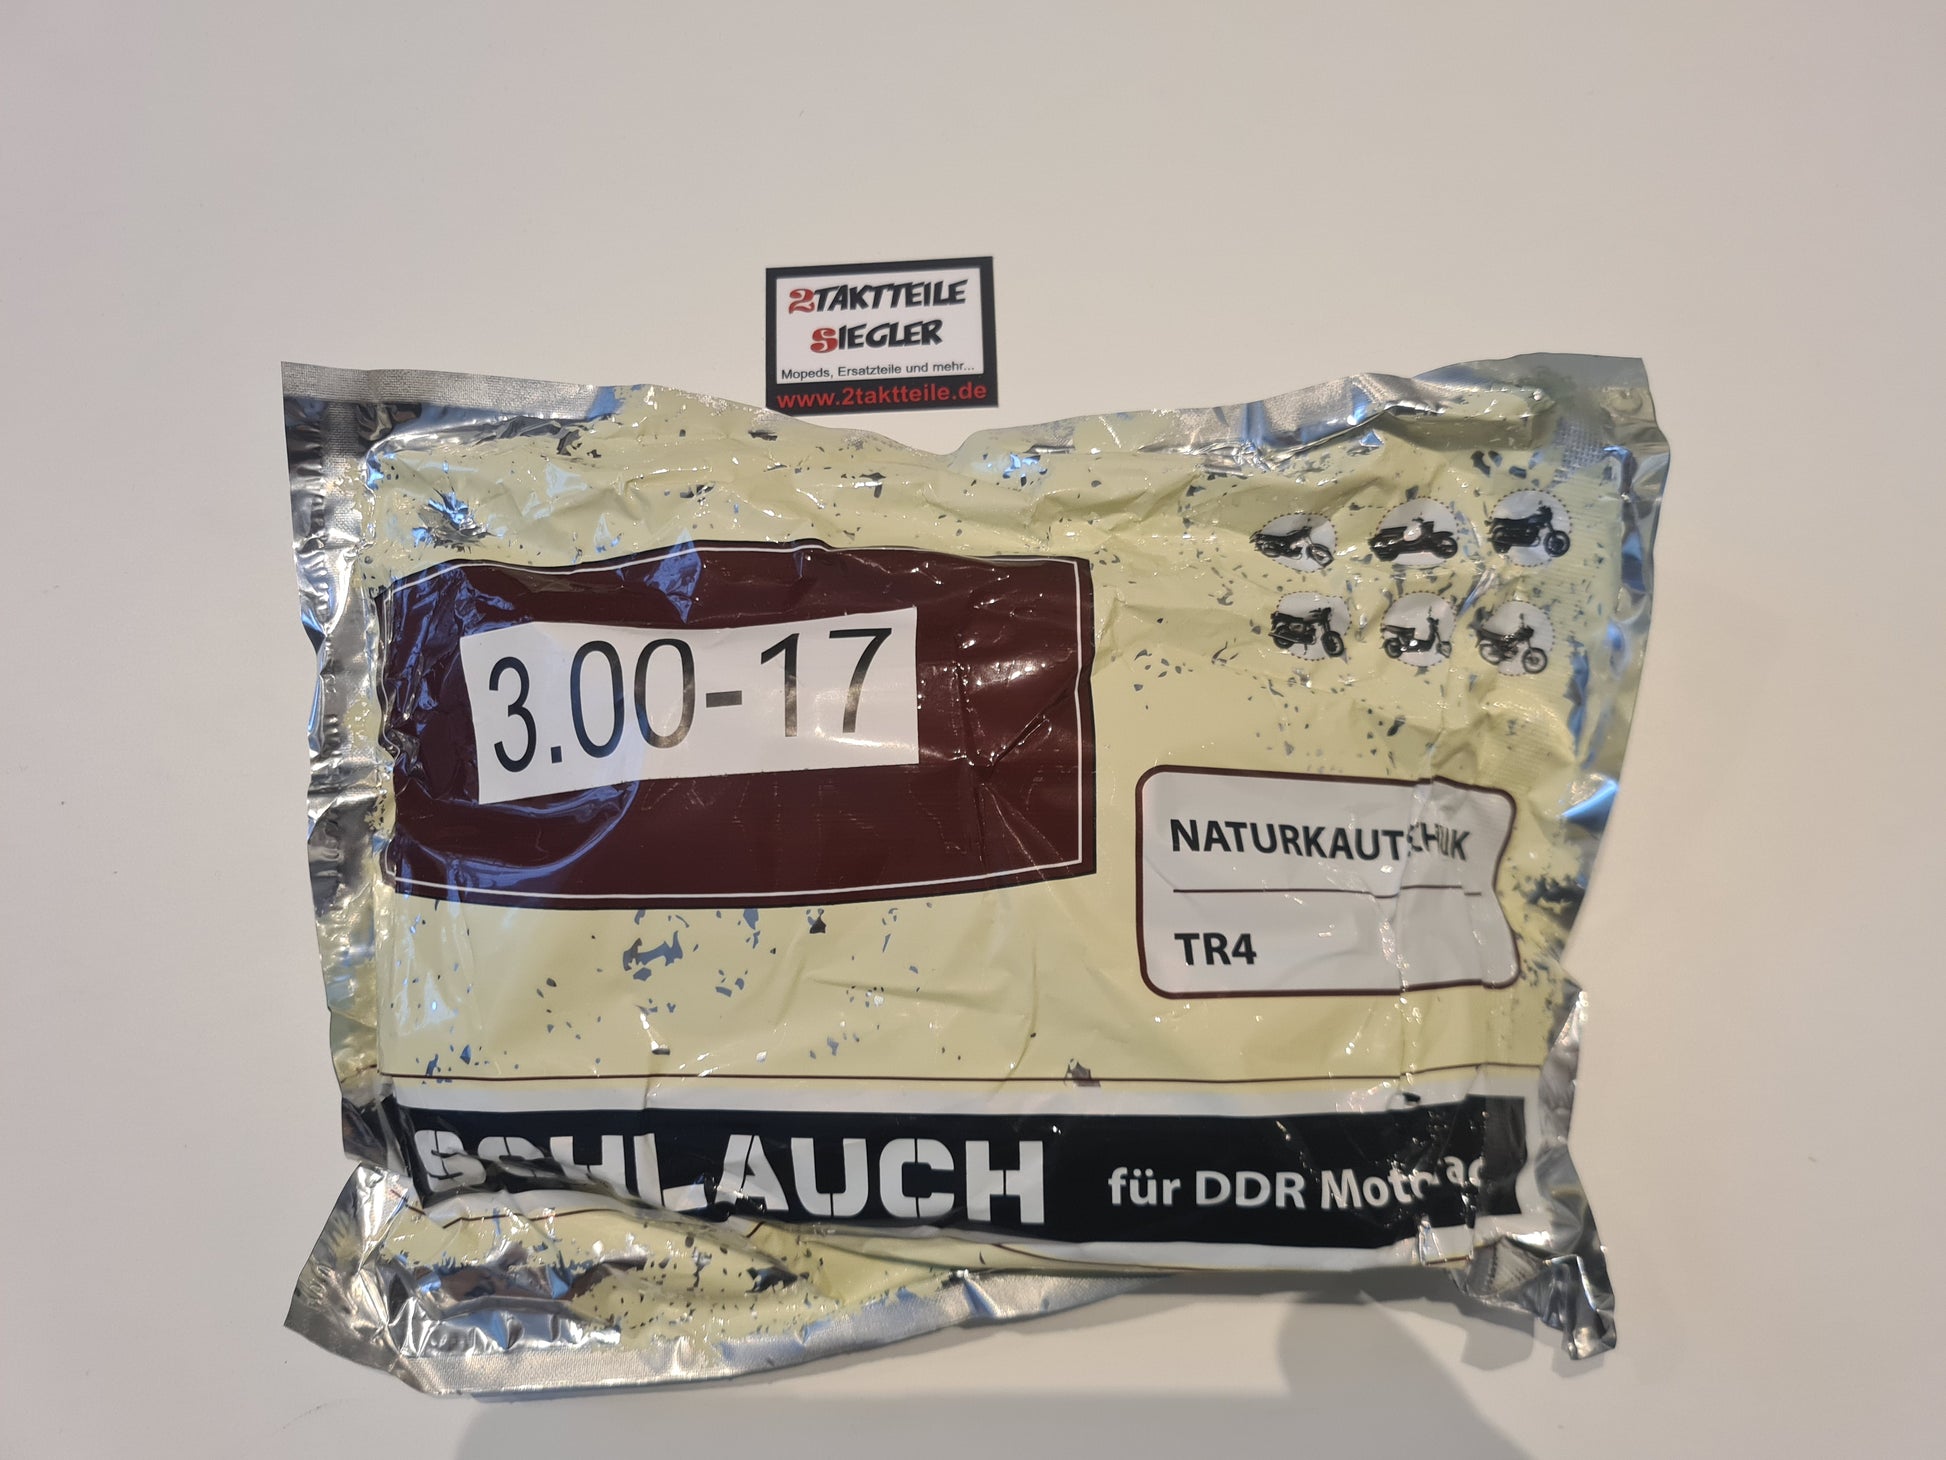 2TAKTTEILE
SIEGLER
Mopeds, Ersatzteile und mehr...
www.2taktteile.de
3.00-17
NATURKAUTSCHUK
TR4
SCHLAUCH
für DDR